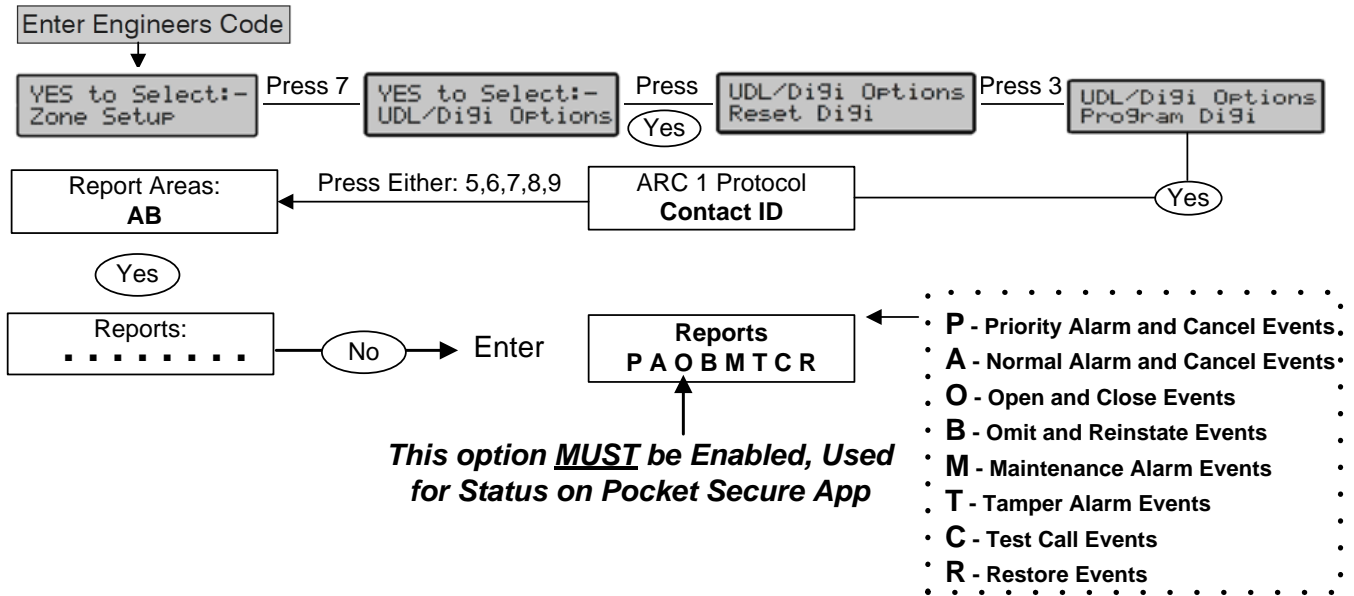 Enter Engineers Code
YES to Select:-
Zone Setup
Press 7
YES to Select:-
UDL/Digi Options
Press
Yes
UDL/Digi Options
Reset Digi
Press 3
UDL/Digi Options
Program Digi
Yes
ARC 1 Protocol
Contact ID
Press Either: 5,6,7,8,9
Report Areas:
AB
Yes
Reports:
. . . . . . . .
No
Enter
Reports
P A O B M T C R
This option MUST be Enabled, Used
for Status on Pocket Secure App
P - Priority Alarm and Cancel Events
A - Normal Alarm and Cancel Events
O - Open and Close Events
B - Omit and Reinstate Events
M - Maintenance Alarm Events
T - Tamper Alarm Events
C - Test Call Events
R - Restore Events